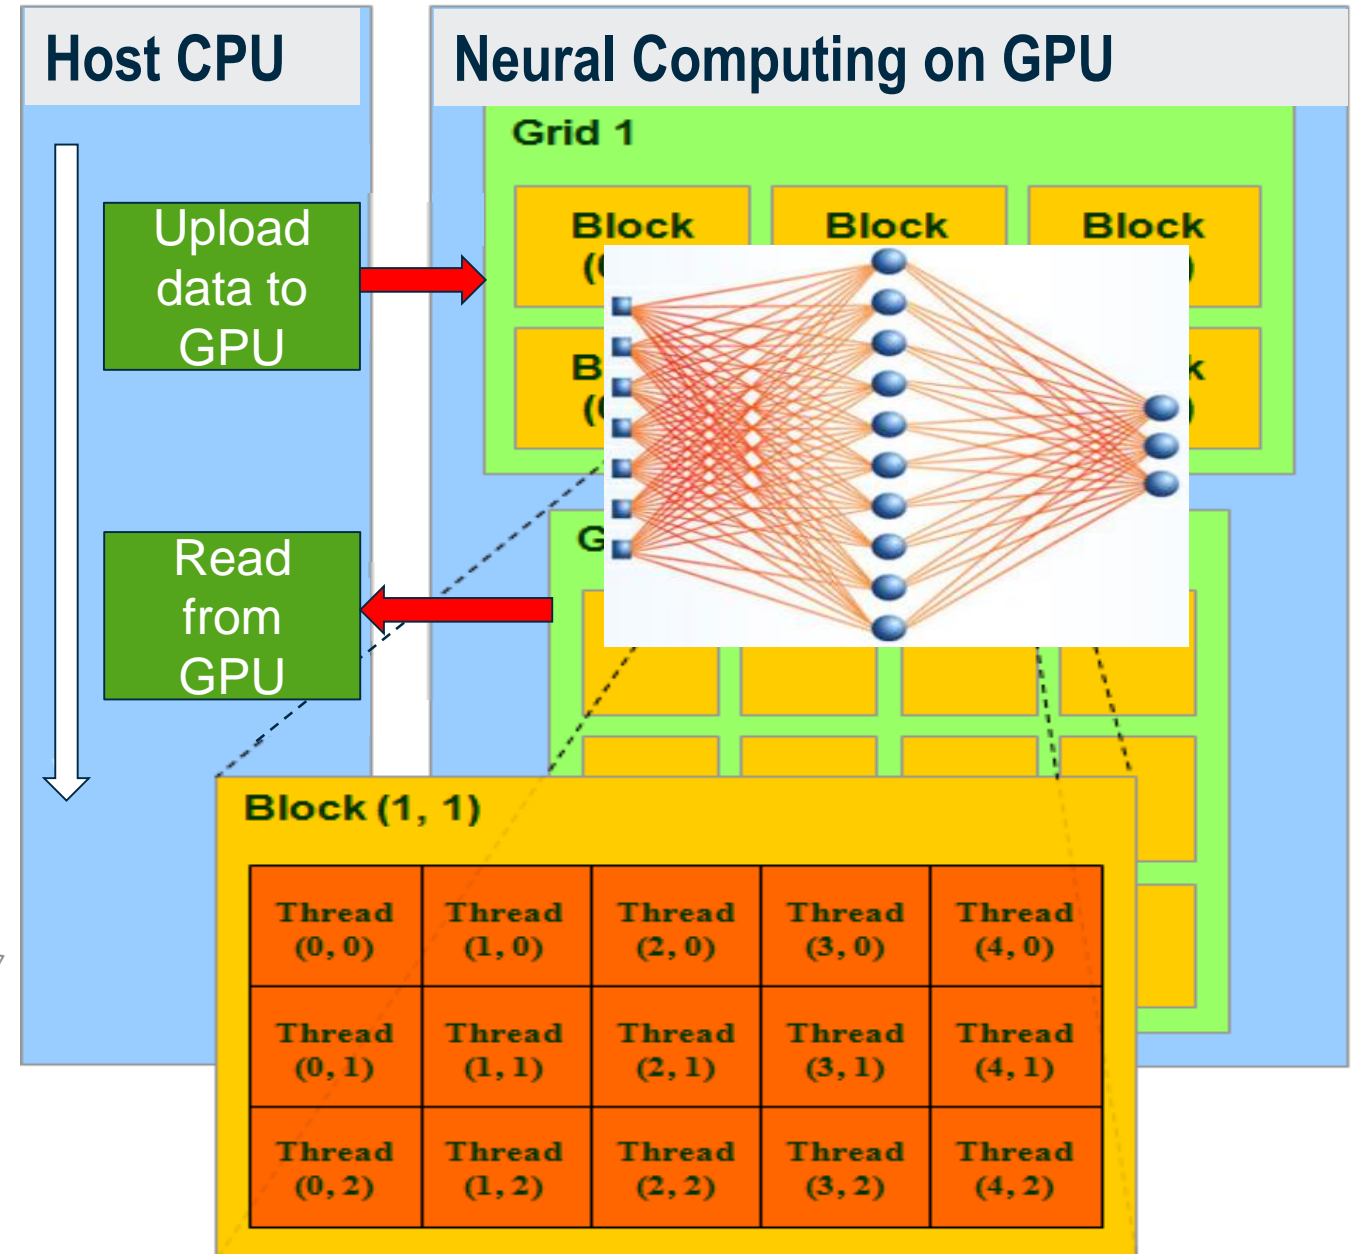 Host CPU
Neural Computing on GPU
Grid 1
Upload
data to
GPU
Block
Block
Block
Read
from
GPU
Block (1, 1)
Thread
(0, 0)
Thread
(1, 0)
Thread
(2, 0)
Thread
(3, 0)
Thread
(4, 0)
Thread
(0, 1)
Thread
(1, 1)
Thread
(2, 1)
Thread
(3, 1)
Thread
(4, 1)
Thread
(0, 2)
Thread
(1, 2)
Thread
(2, 2)
Thread
(3, 2)
Thread
(4, 2)